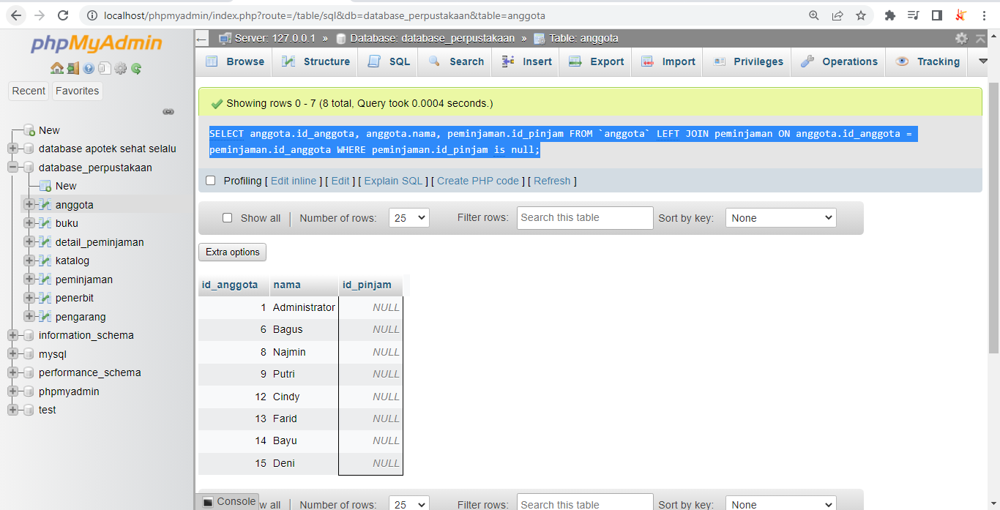 localhost/phpmyadmin/index.php?route=/table/sql&db=database_perpustakaan&table=anggota
phpMyAdmin
Recent Favorites
New
database apotek sehat selalu
database_perpustakaan
New
anggota
buku
detail_peminjaman
katalog
peminjaman
penerbit
pengarang
information_schema
mysql
performance_schema
phpmyadmin
test
Server: 127.0.0.1 » Database: database_perpustakaan » Table: anggota
Browse Structure SQL Search Insert Export Import Privileges Operations Tracking
Showing rows 0 - 7 (8 total, Query took 0.0004 seconds.)
SELECT anggota.id_anggota, anggota.nama, peminjaman.id_pinjam FROM `anggota` LEFT JOIN peminjaman ON anggota.id_anggota =
peminjaman.id_anggota WHERE peminjaman.id_pinjam is null;
Profiling [ Edit inline ] [ Edit ] [ Explain SQL ] [ Create PHP code ] [ Refresh ]
Show all | Number of rows: 25 Filter rows: Search this table Sort by key: None
Extra options
id_anggota nama id_pinjam
1 Administrator NULL
6 Bagus NULL
8 Najmin NULL
9 Putri NULL
12 Cindy NULL
13 Farid NULL
14 Bayu NULL
15 Deni NULL
Console w all | Number of rows: 25 Filter rows: Search this table Sort by key: None